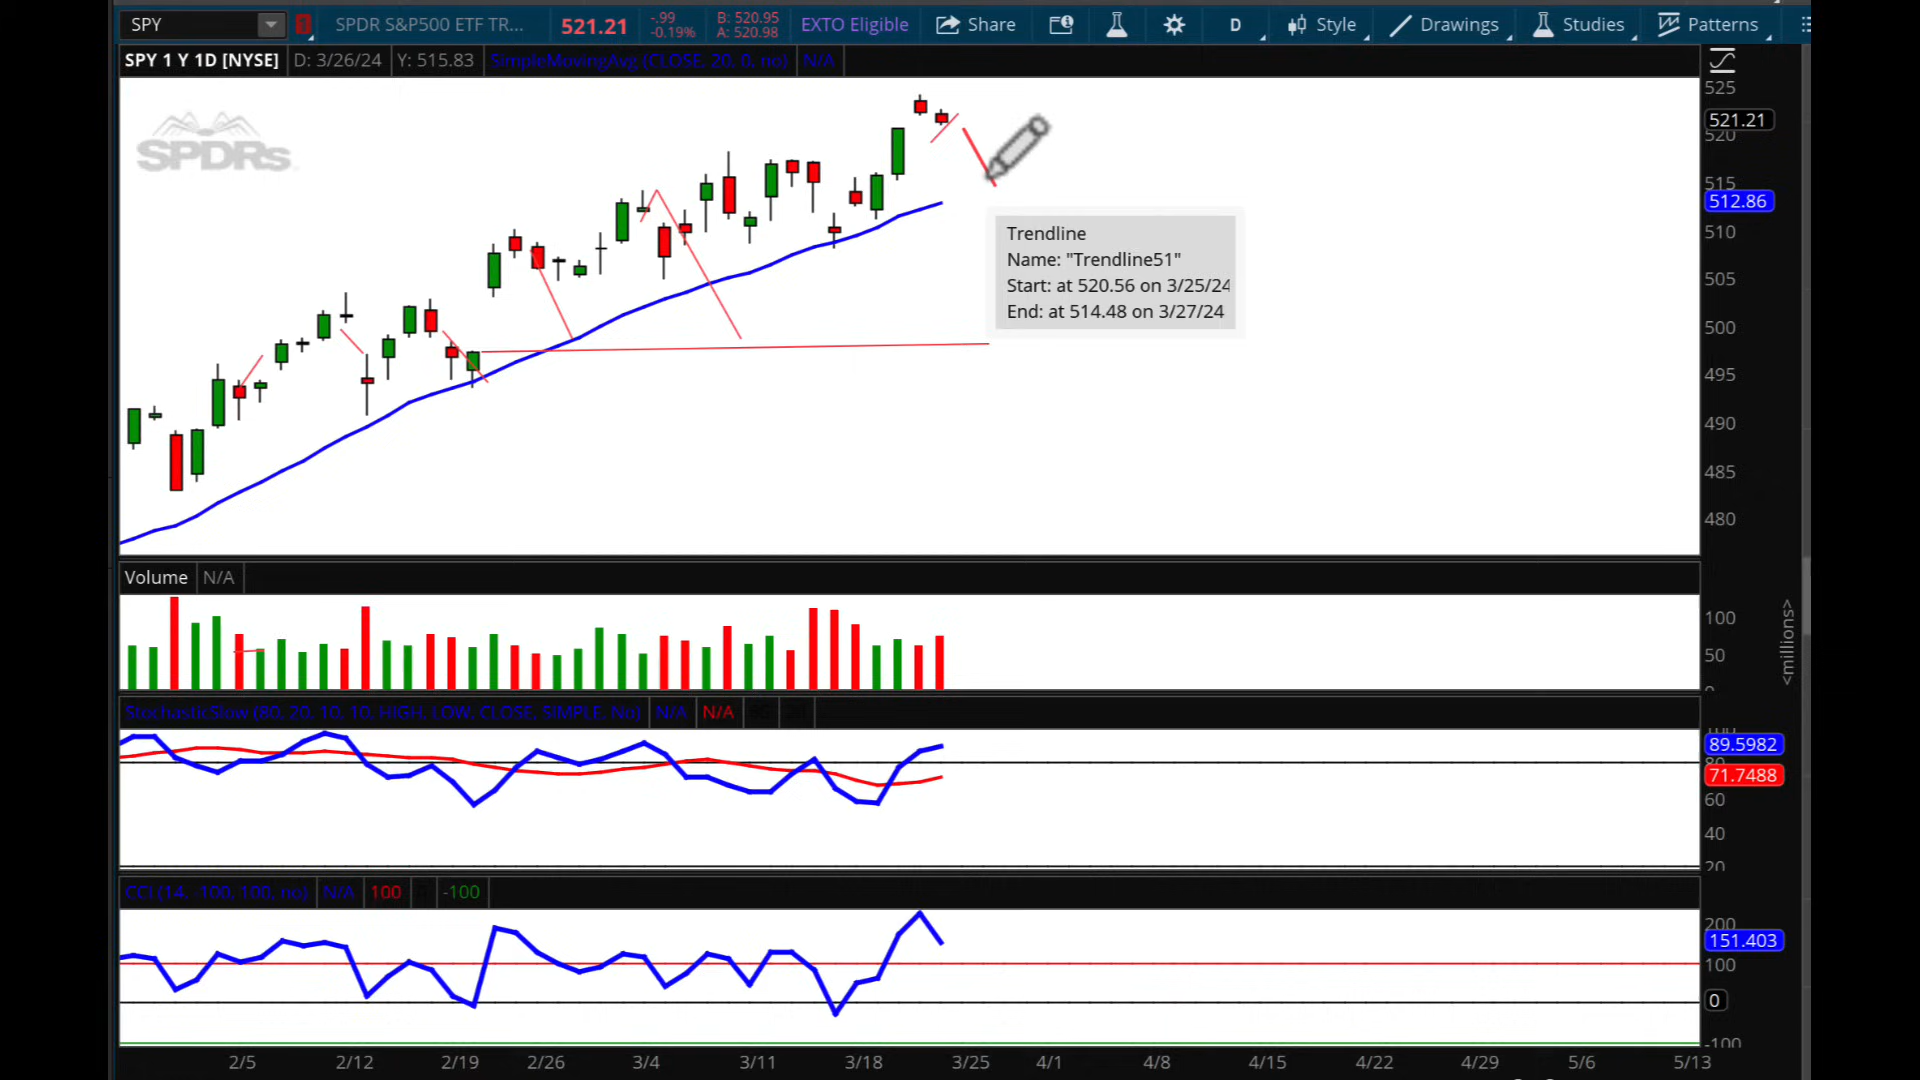 SPY SPDR S&P500 ETF TR... 521.21 -.99 -0.19% B: 520.95 A: 520.98 EXTO Eligible Share D Style Drawings Studies Patterns
SPY 1 Y 1D [NYSE] D: 3/26/24 Y: 515.83 SimpleMovingAvg (CLOSE, 20, 0, no) N/A
SPDRs
525
521.21
520
515
512.86
510
505
500
495
490
485
480
Trendline
Name: "Trendline51"
Start: at 520.56 on 3/25/24
End: at 514.48 on 3/27/24
Volume N/A
100
50
<millions>
StochasticSlow (80, 20, 10, 10, HIGH, LOW, CLOSE, SIMPLE, No) N/A N/A
100
89.5982
80
71.7488
60
40
20
CCI (14, -100, 100, no) N/A 100 -100
200
151.403
100
0
-100
2/5 2/12 2/19 2/26 3/4 3/11 3/18 3/25 4/1 4/8 4/15 4/22 4/29 5/6 5/13